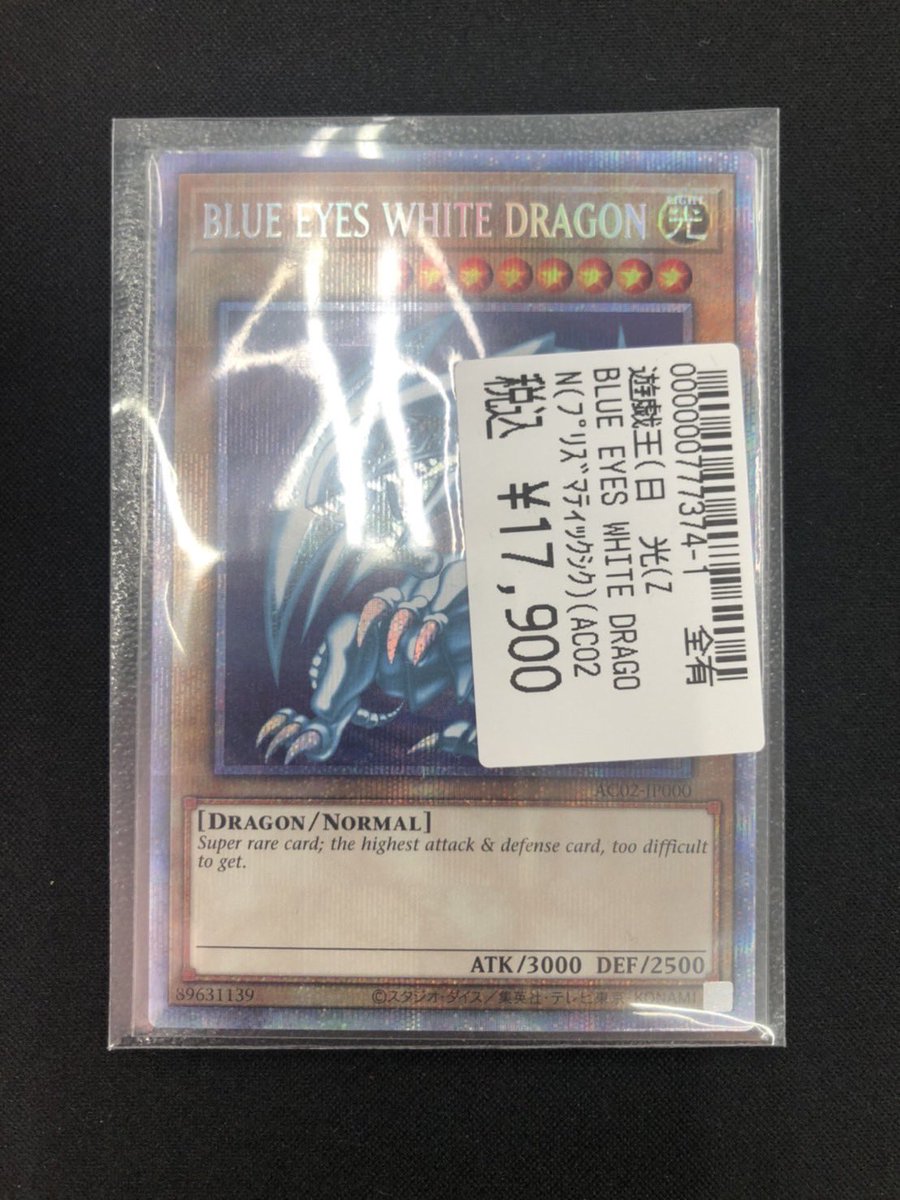 BLUE EYES WHITE DRAGON
LIGHT
光
000000777374-1 全有
遊戯王(日 光(Z
BLUE EYES WHITE DRAGO
N(プリズマティックシク)(AC02
税込 ¥17,900
AC02-JP000
[DRAGON/NORMAL]
Super rare card; the highest attack & defense card, too difficult
to get.
ATK/3000 DEF/2500
89631139
©スタジオ・ダイス/集英社・テレビ東京・KONAMI